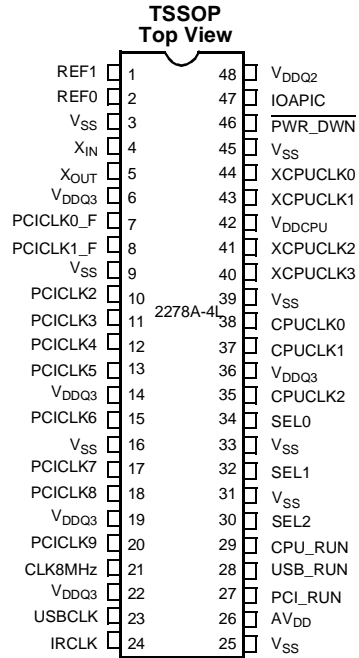 TSSOP
Top View
REF1 1 48 VDDQ2
REF0 2 47 IOAPIC
VSS 3 46 PWR_DWN
XIN 4 45 VSS
XOUT 5 44 XCPUCLK0
VDDQ3 6 43 XCPUCLK1
PCICLK0_F 7 42 VDDCPU
PCICLK1_F 8 41 XCPUCLK2
VSS 9 40 XCPUCLK3
PCICLK2 10 39 VSS
2278A-4L
PCICLK3 11 38 CPUCLK0
PCICLK4 12 37 CPUCLK1
PCICLK5 13 36 VDDQ3
VDDQ3 14 35 CPUCLK2
PCICLK6 15 34 SEL0
VSS 16 33 VSS
PCICLK7 17 32 SEL1
PCICLK8 18 31 VSS
VDDQ3 19 30 SEL2
PCICLK9 20 29 CPU_RUN
CLK8MHz 21 28 USB_RUN
VDDQ3 22 27 PCI_RUN
USBCLK 23 26 AVDD
IRCLK 24 25 VSS